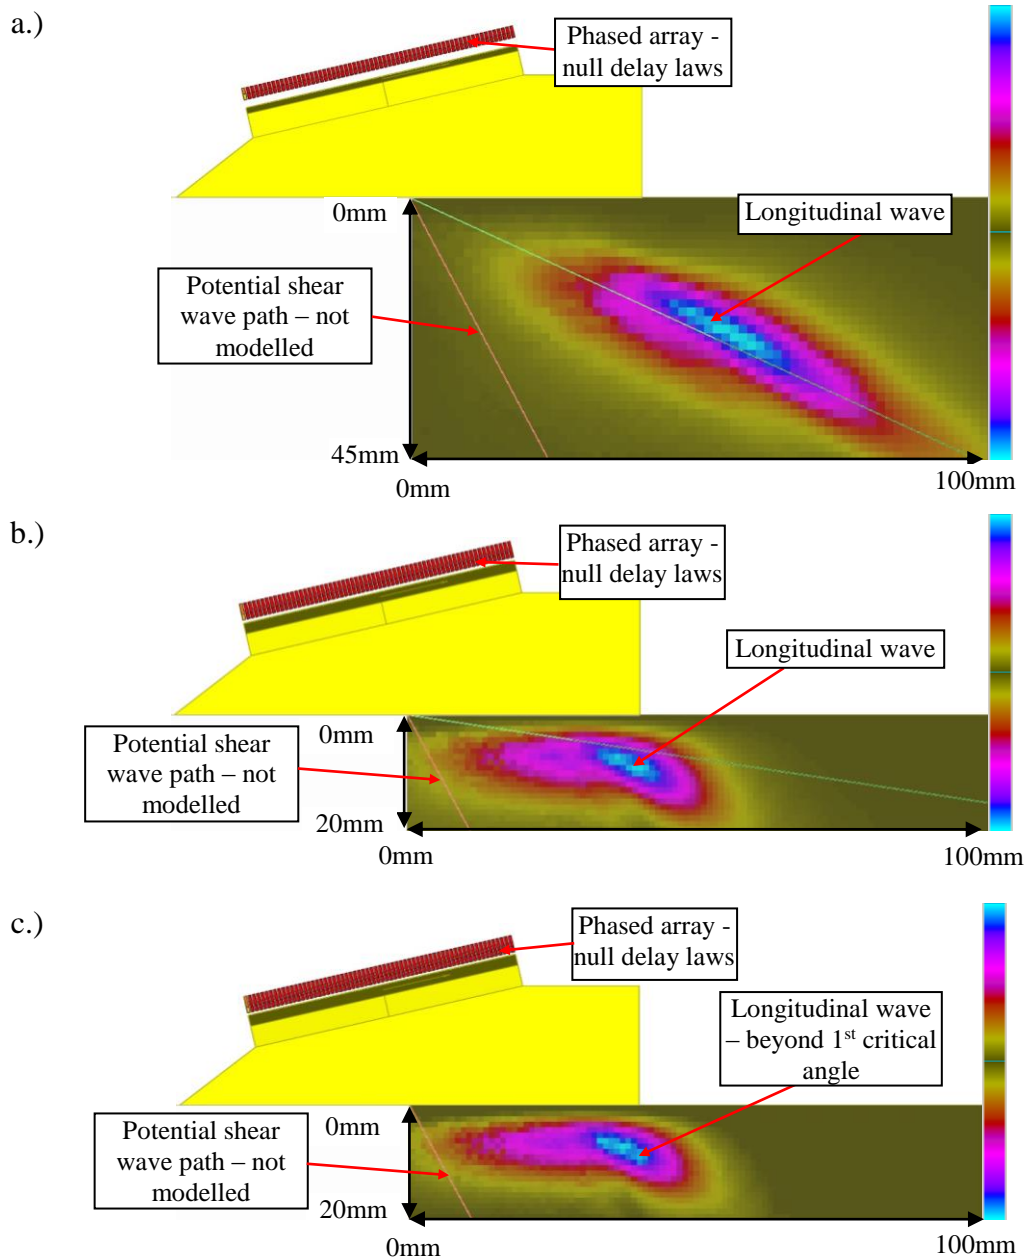 a.)
Phased array -
null delay laws
0mm
Longitudinal wave
Potential shear
wave path – not
modelled
45mm
0mm
100mm
b.)
Phased array -
null delay laws
Longitudinal wave
0mm
Potential shear
wave path – not
modelled
20mm
0mm
100mm
c.)
Phased array -
null delay laws
Longitudinal wave
– beyond 1st critical
angle
0mm
Potential shear
wave path – not
modelled
20mm
0mm
100mm